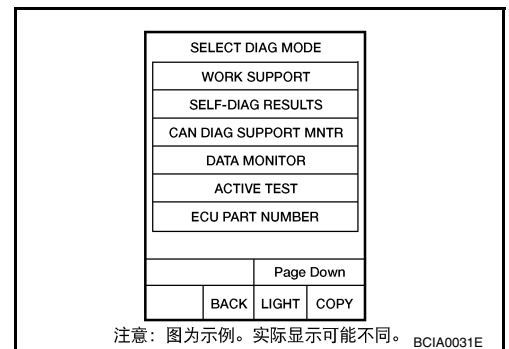 SELECT DIAG MODE
WORK SUPPORT
SELF-DIAG RESULTS
CAN DIAG SUPPORT MNTR
DATA MONITOR
ACTIVE TEST
ECU PART NUMBER
Page Down
BACK LIGHT COPY
注意：图为示例。实际显示可能不同。 BCIA0031E